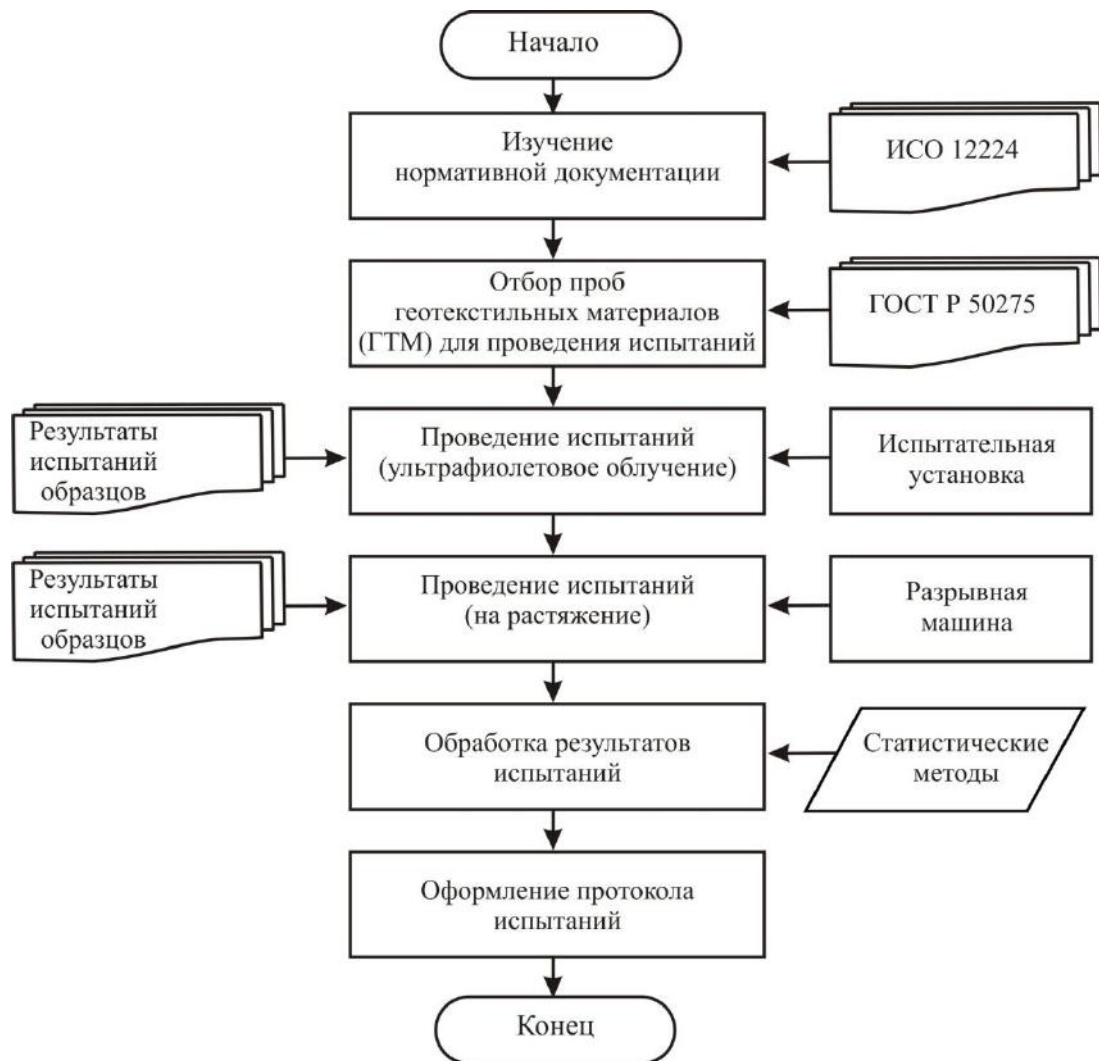 Начало
Изучение
нормативной документации
ИСО 12224
Отбор проб
геотекстильных материалов
(ГТМ) для проведения испытаний
ГОСТ Р 50275
Результаты
испытаний
образцов
Проведение испытаний
(ультрафиолетовое облучение)
Испытательная
установка
Результаты
испытаний
образцов
Проведение испытаний
(на растяжение)
Разрывная
машина
Обработка результатов
испытаний
Статистические
методы
Оформление протокола
испытаний
Конец